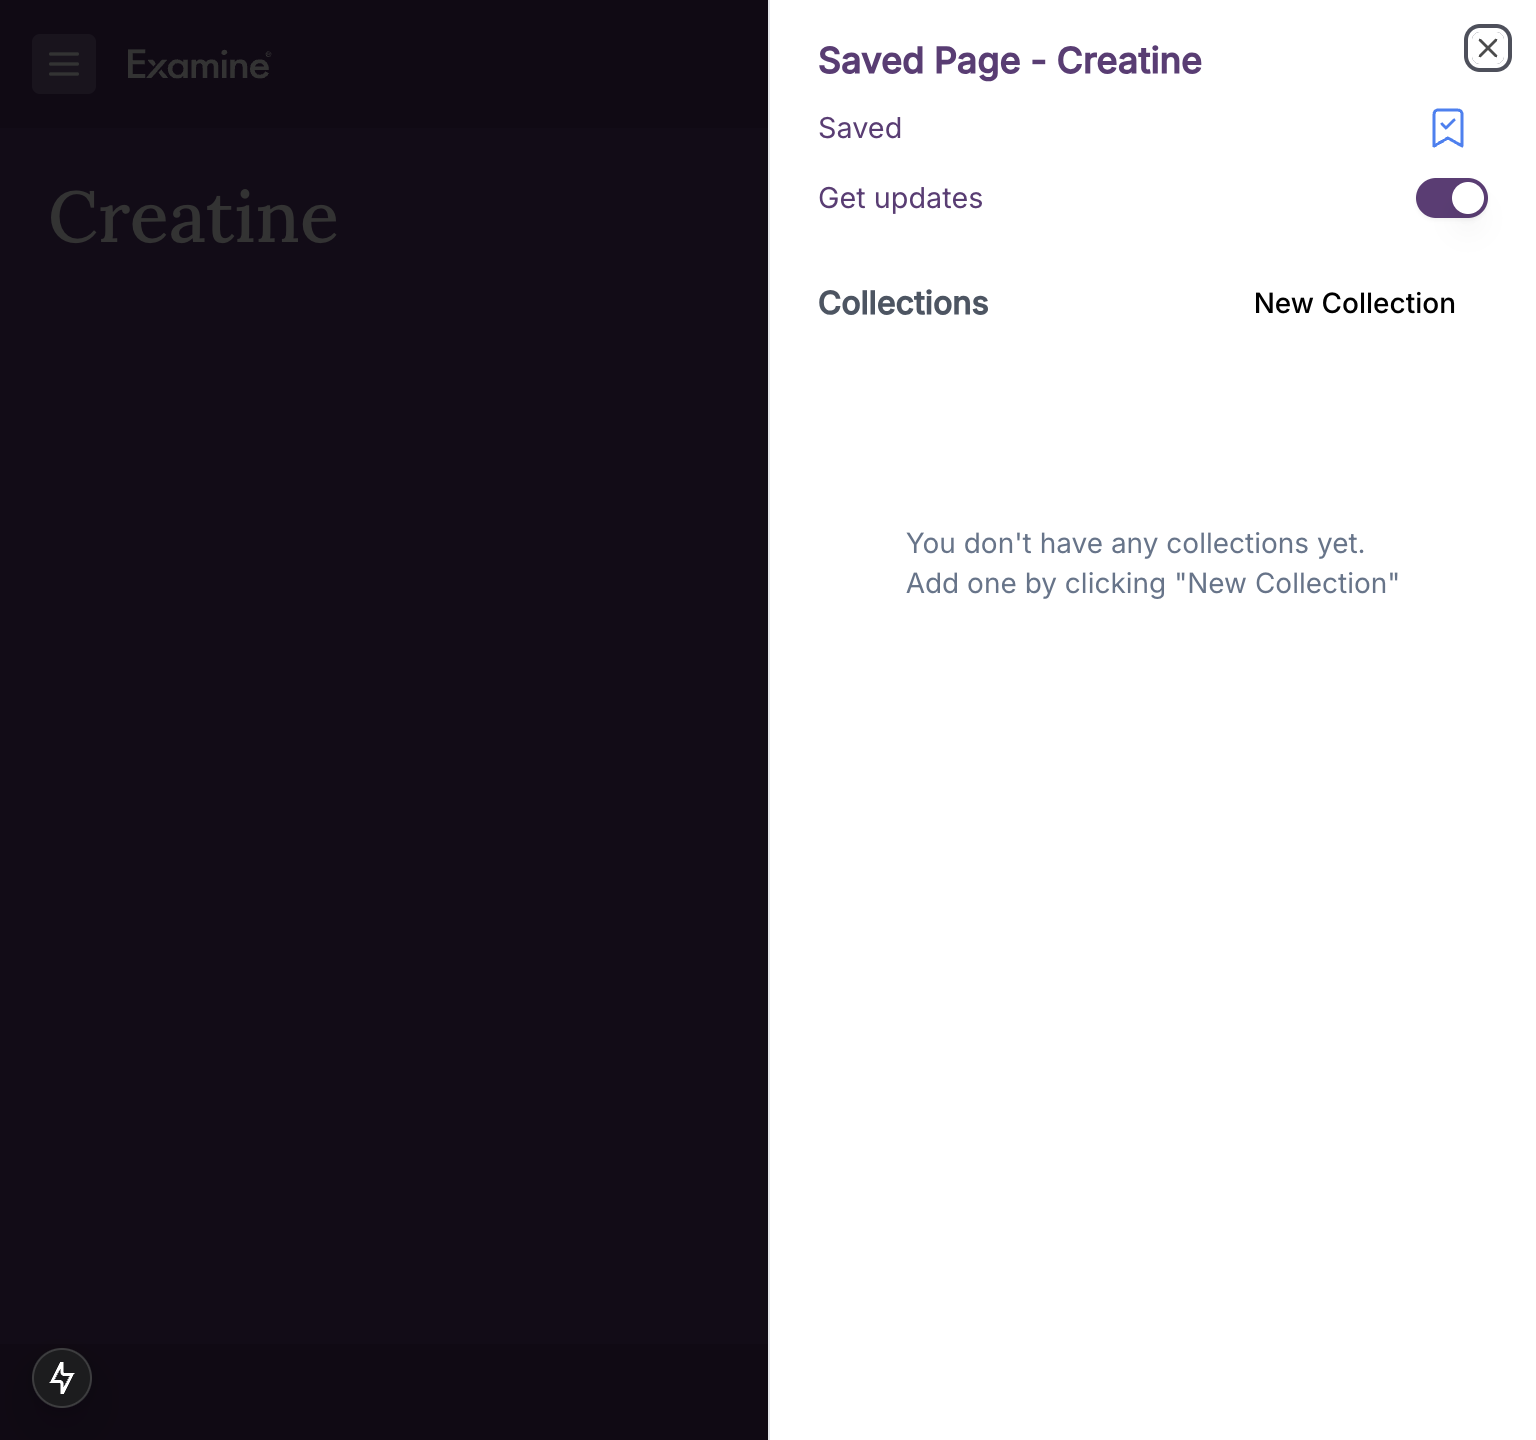 Examine®
Creatine
Saved Page - Creatine
Saved
Get updates
Collections
New Collection
You don't have any collections yet.
Add one by clicking "New Collection"